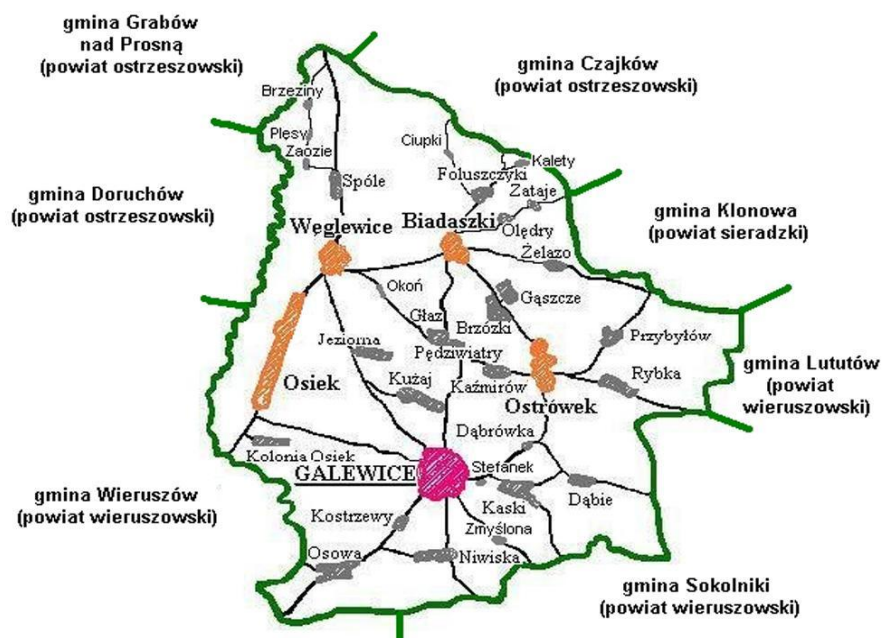 gmina Grabów
nad Prosną
(powiat ostrzeszowski)
gmina Czajków
(powiat ostrzeszowski)
Brzeziny
Plęsy
Zaozie
Spóle
Ciupki
Kalety
Foluszczyki
Zataje
Olędry
gmina Doruchów
(powiat ostrzeszowski)
gmina Klonowa
(powiat sieradzki)
Węglewice
Biadaszki
Żelazo
Okoń
Gąszcze
Głaz
Brzózki
Przybyłów
Jeziorna
Pędziwiatry
Kużaj
Kaźmirów
Rybka
Osiek
Ostrówek
gmina Lututów
(powiat
wieruszowski)
Dąbrówka
Kolonia Osiek
GALEWICE
Stefanek
Kaski
Dąbie
gmina Wieruszów
(powiat wieruszowski)
Kostrzewy
Zmyślona
Osowa
Niwiska
gmina Sokolniki
(powiat wieruszowski)